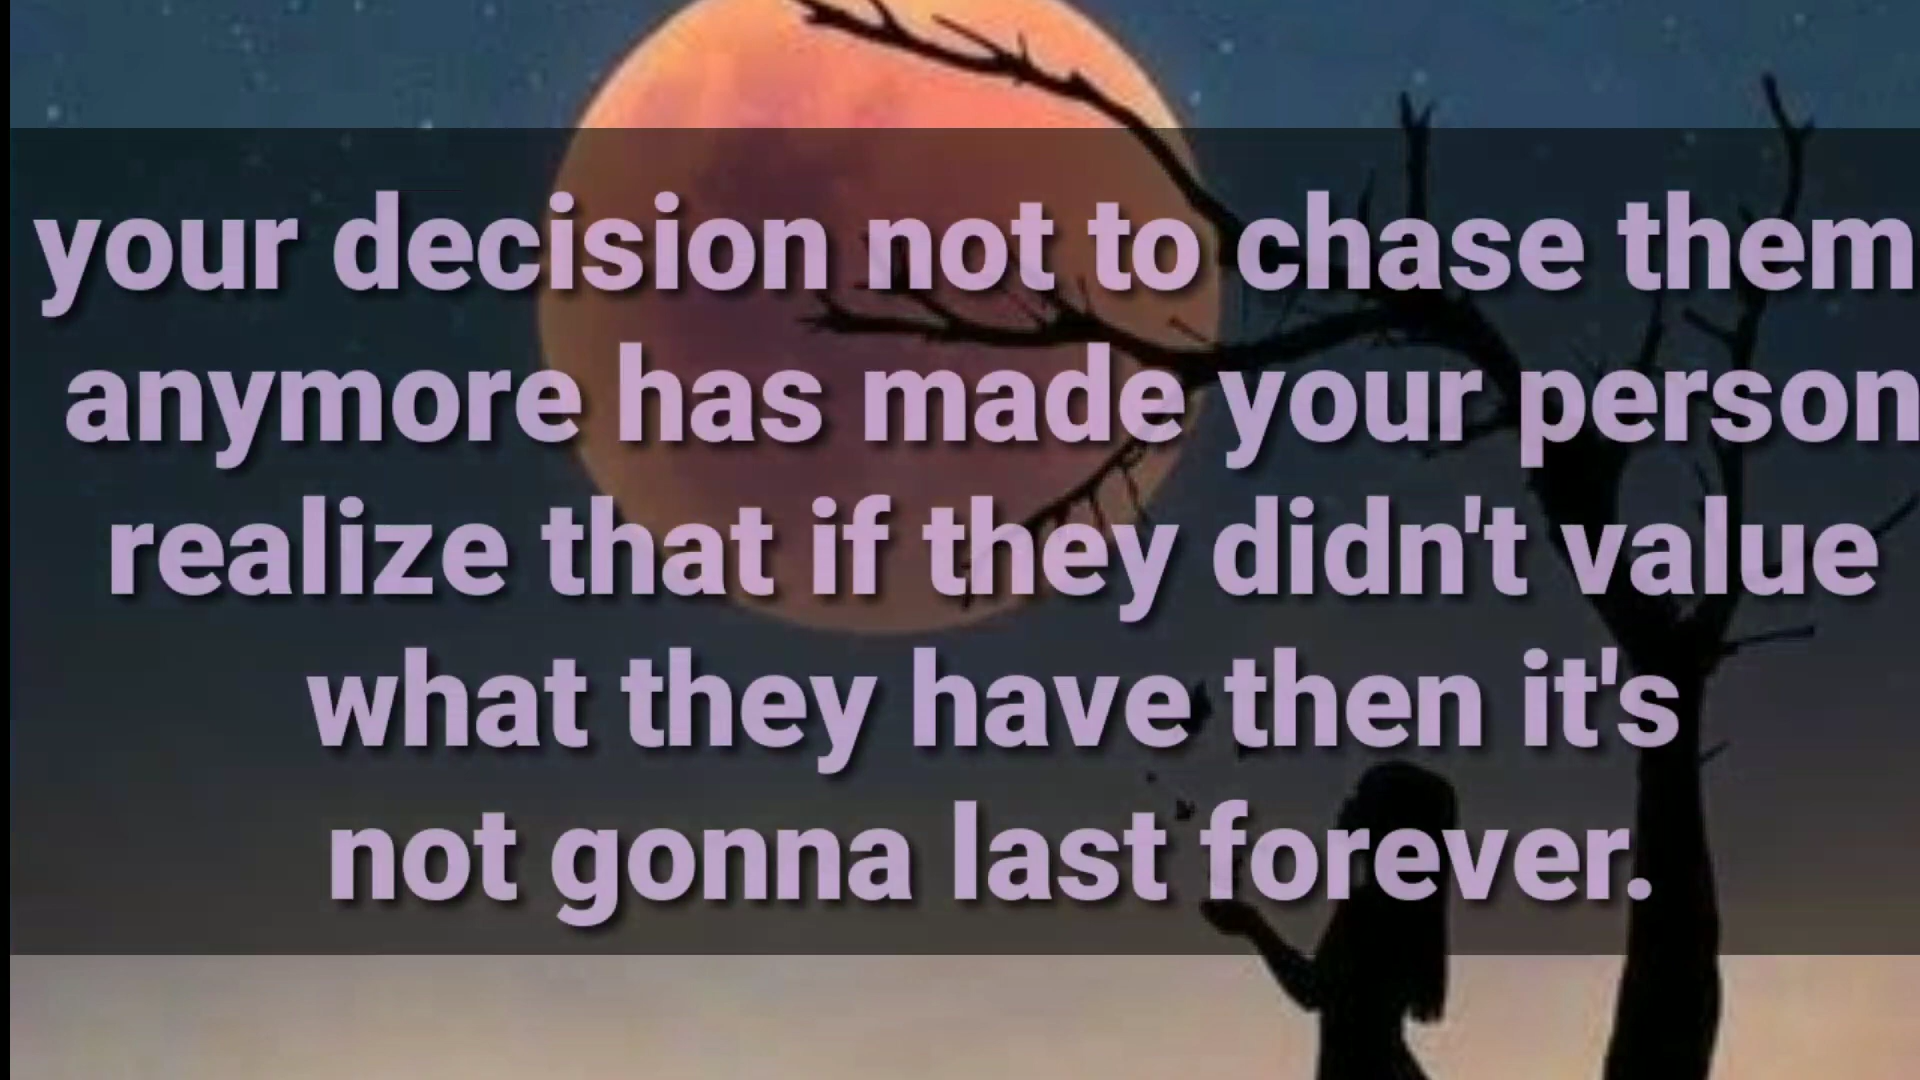 your decision not to chase them
anymore has made your person
realize that if they didn't value
what they have then it's
not gonna last forever.